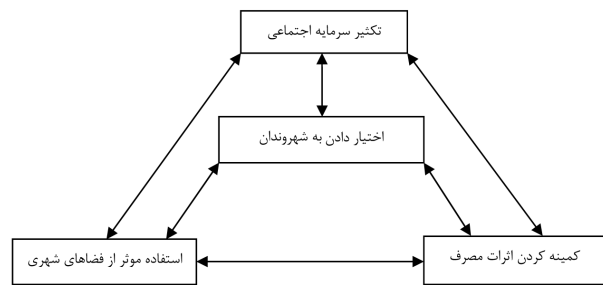 تکثیر سرمایه اجتماعی
اختیار دادن به شهروندان
کمینه کردن اثرات مصرف
استفاده موثر از فضاهای شهری